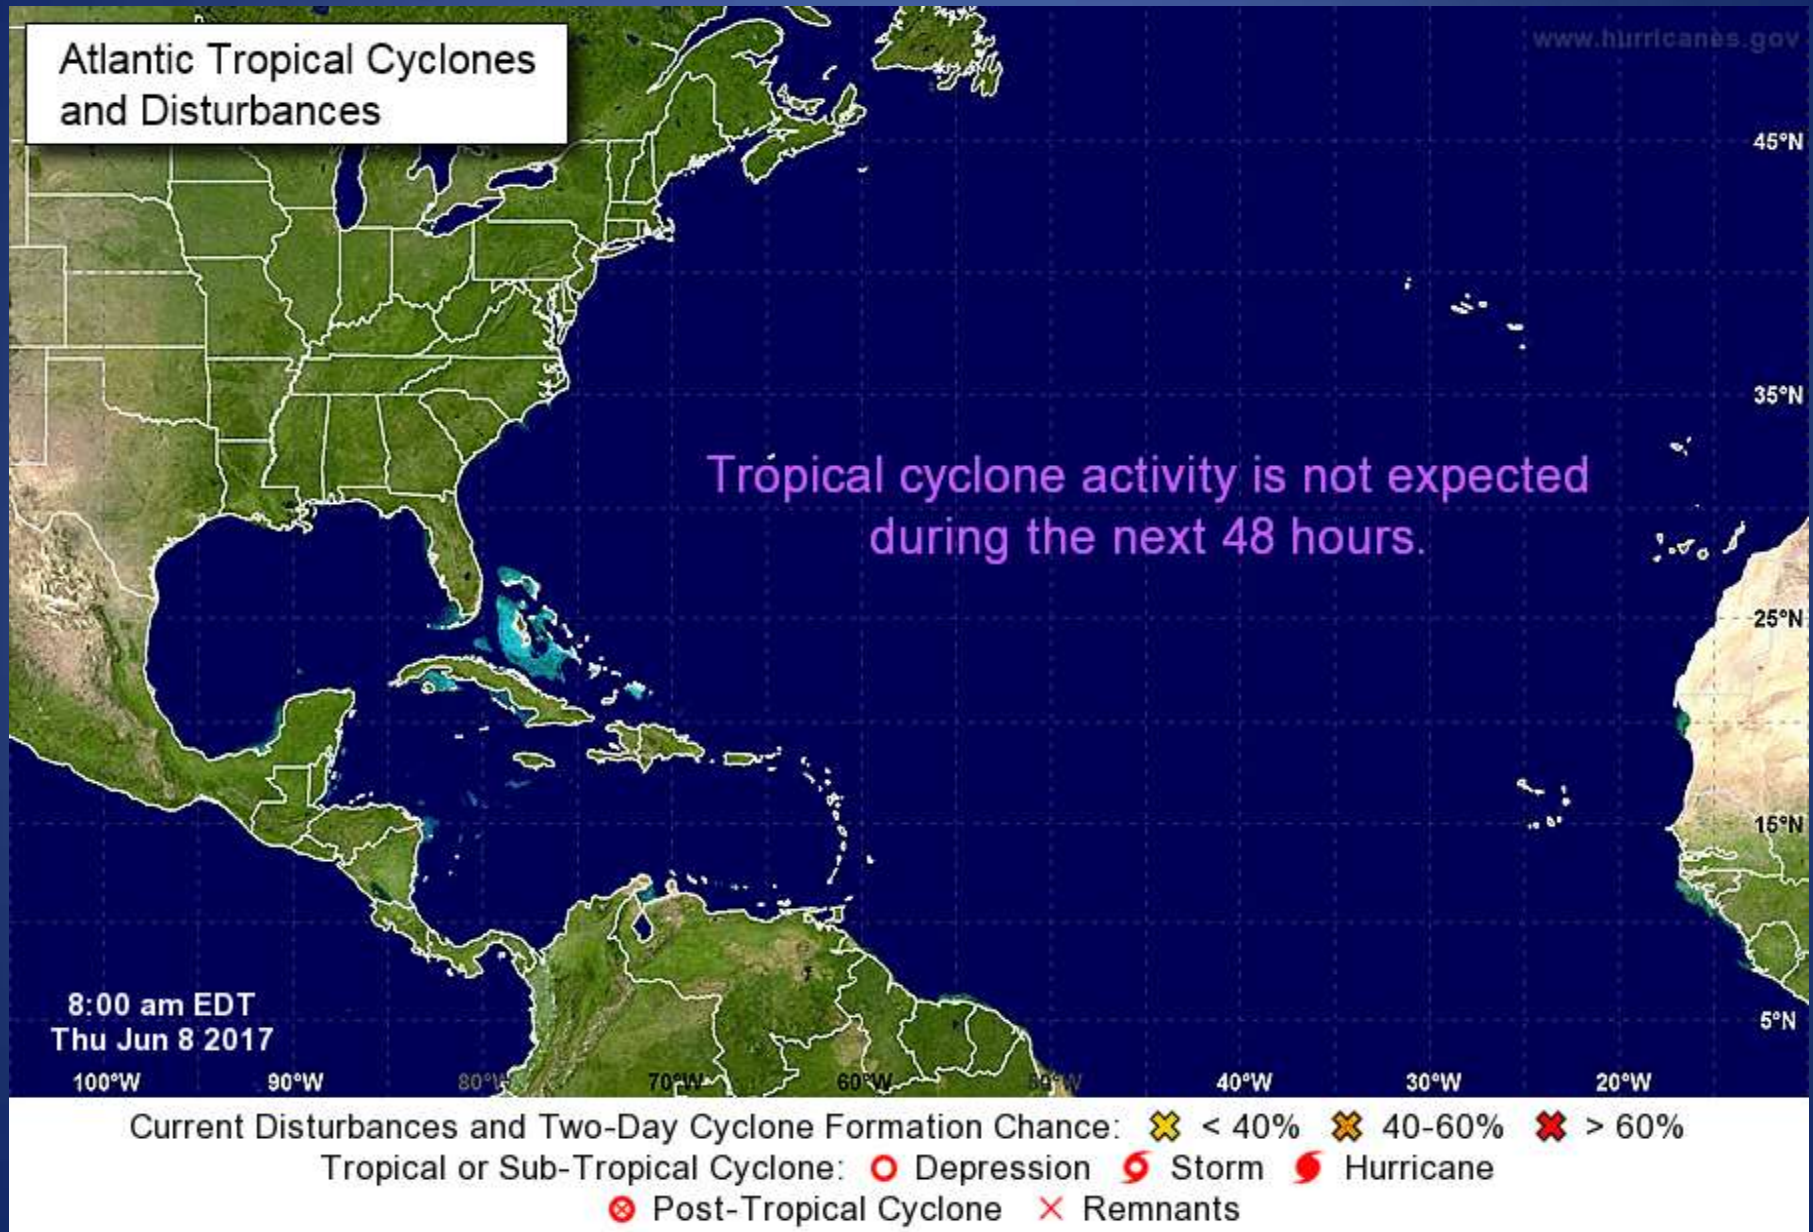 Atlantic Tropical Cyclones
and Disturbances
www.hurricanes.gov
45°N
35°N
Tropical cyclone activity is not expected
during the next 48 hours.
25°N
15°N
8:00 am EDT
Thu Jun 8 2017
5°N
100°W 90°W 80°W 70°W 60°W 50°W 40°W 30°W 20°W
Current Disturbances and Two-Day Cyclone Formation Chance: < 40% 40-60% > 60%
Tropical or Sub-Tropical Cyclone: Depression Storm Hurricane
Post-Tropical Cyclone Remnants